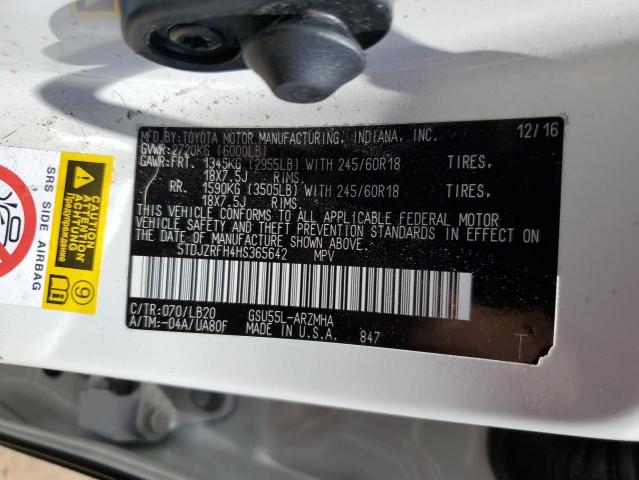 MFD.BY:TOYOTA MOTOR MANUFACTURING, INDIANA, INC. 12/16
GVWR:2720KG (6000LB)
GAWR:FRT. 1345KG (2955LB) WITH 245/60R18 TIRES,
18X7.5J RIMS,
RR. 1590KG (3505LB) WITH 245/60R18 TIRES,
18X7.5J RIMS.
THIS VEHICLE CONFORMS TO ALL APPLICABLE FEDERAL MOTOR
VEHICLE SAFETY AND THEFT PREVENTION STANDARDS IN EFFECT ON
THE DATE OF MANUFACTURE SHOWN ABOVE.
5TDJZRFH4HS365642 MPV
C/TR:070/LB20 GSU55L-ARZMHA
A/TM:-04A/UA80F MADE IN U.S.A. 847
T
SRS SIDE AIRBAG
ATTENTION
ACHTUNG
Предупреждение
9